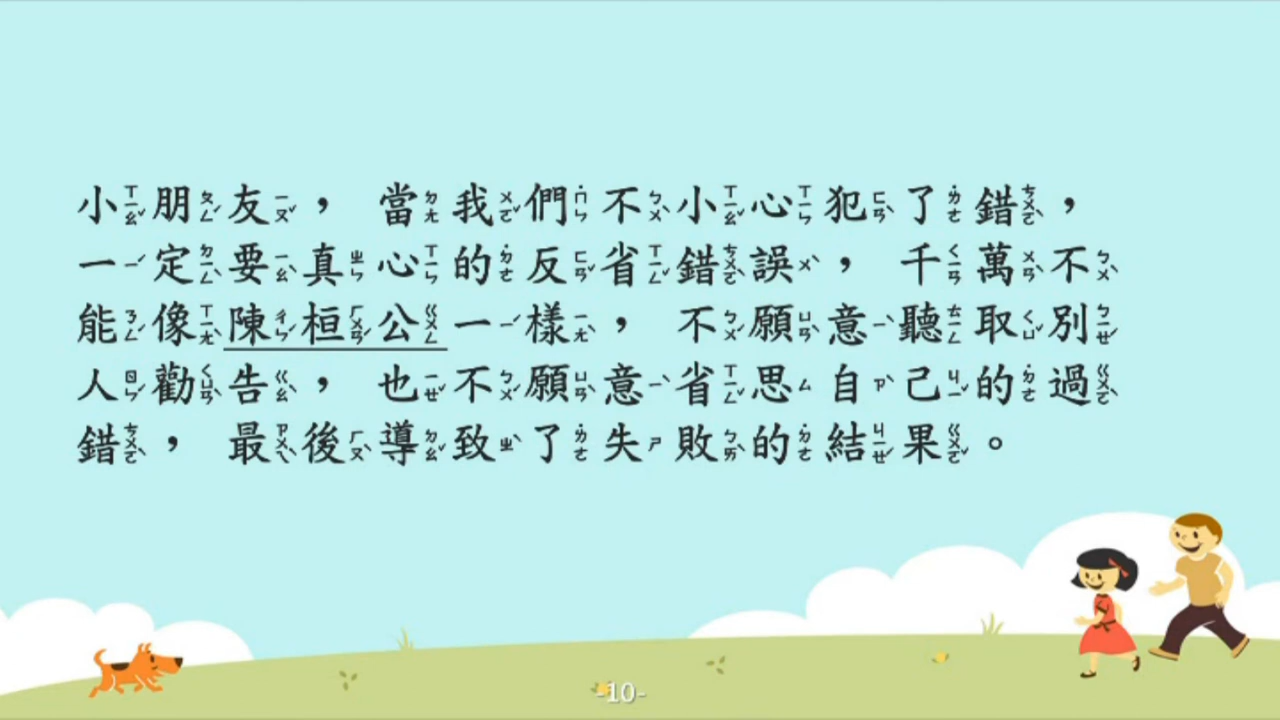 小朋友，當我們不小心犯了錯，
一定要真心的反省錯誤，千萬不
能像陳桓公一樣，不願意聽取別
人勸告，也不願意省思自己的過
錯，最後導致了失敗的結果。
-10-